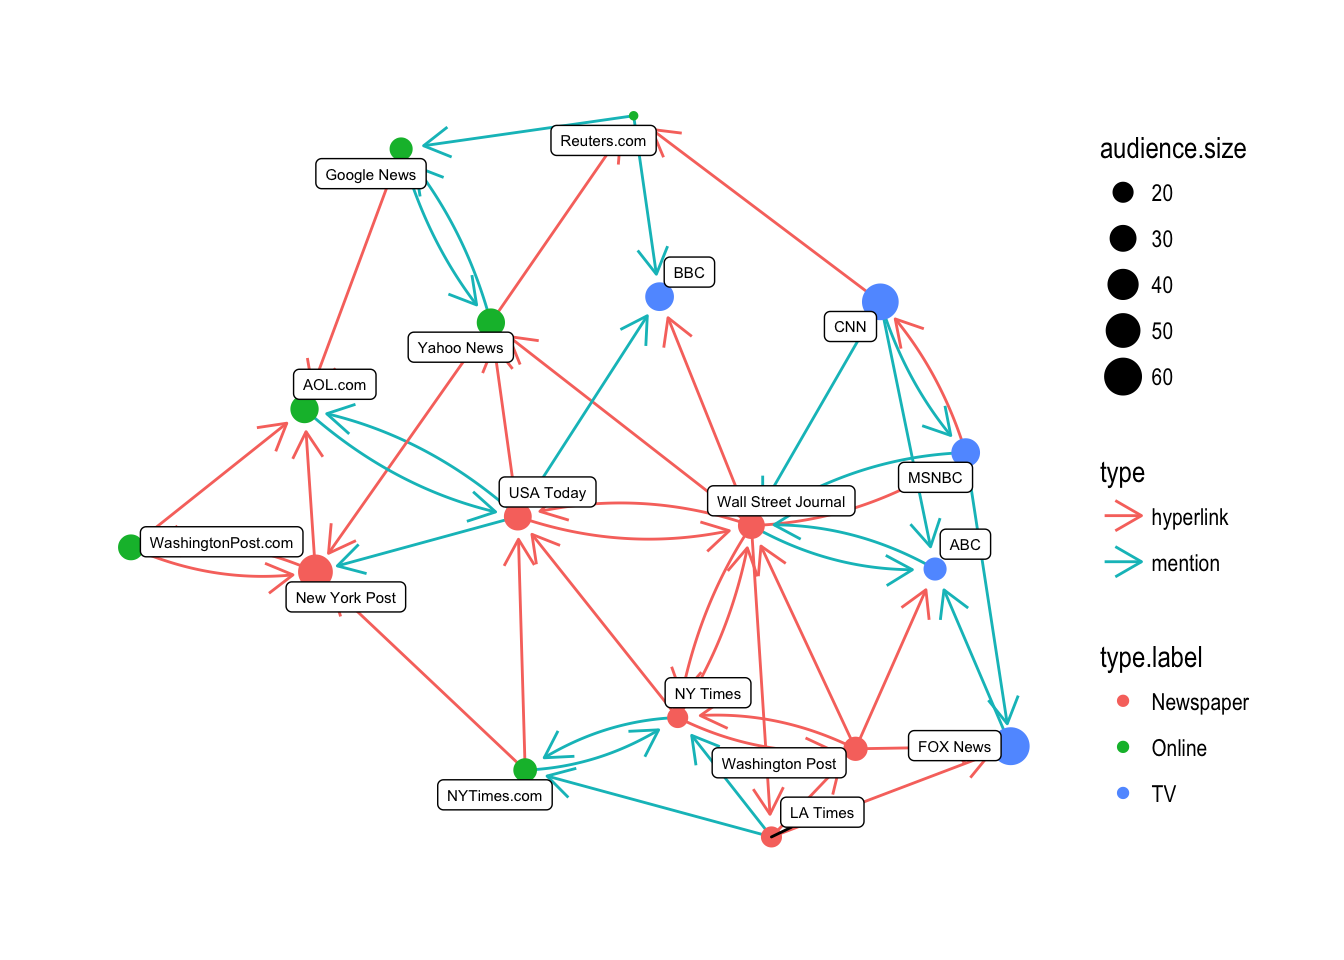 Reuters.com
Google News
BBC
CNN
Yahoo News
AOL.com
MSNBC
USA Today
Wall Street Journal
WashingtonPost.com
ABC
New York Post
NY Times
FOX News
Washington Post
NYTimes.com
LA Times
audience.size
20
30
40
50
60
type
hyperlink
mention
type.label
Newspaper
Online
TV